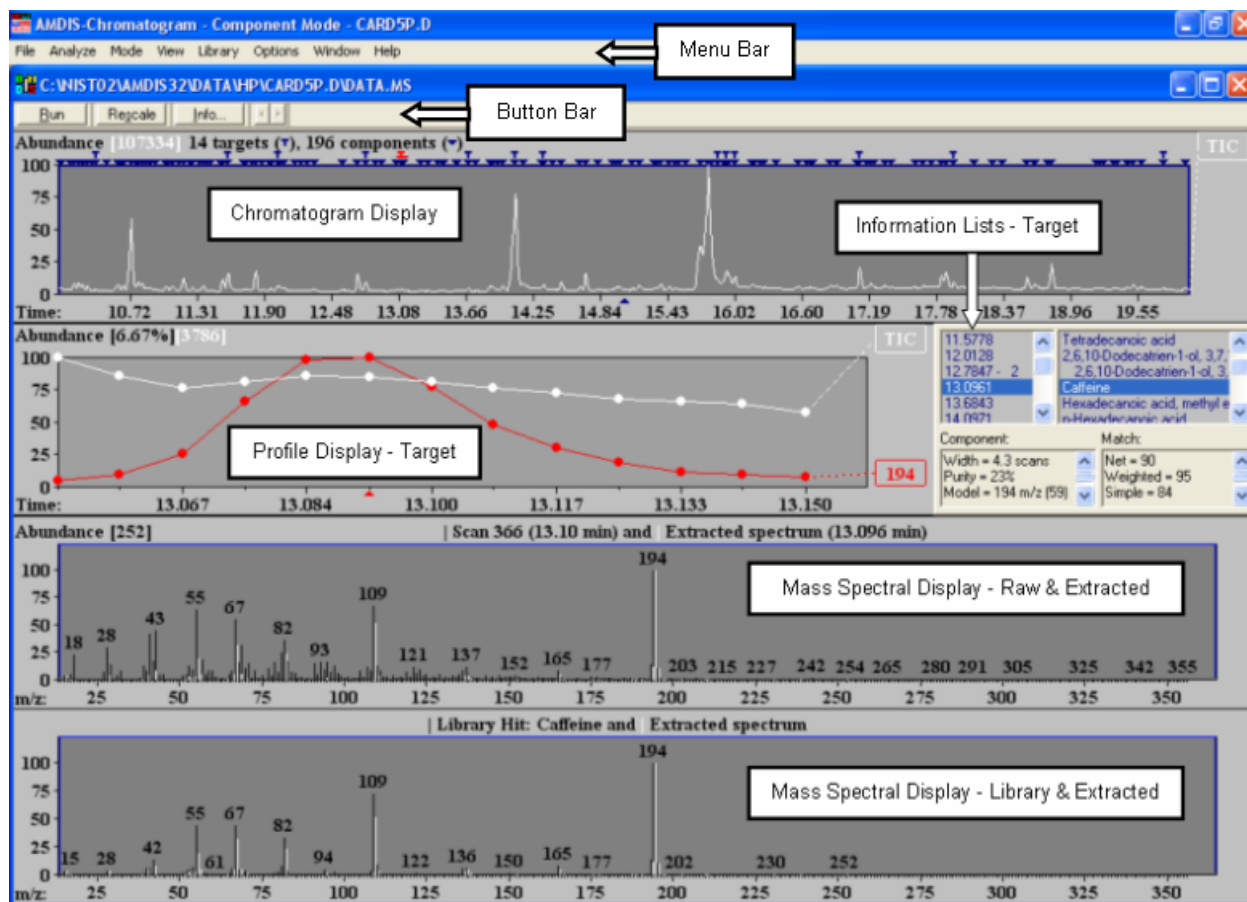 AMDIS-Chromatogram - Component Mode - CARD5P.D
File Analyze Mode View Library Options Window Help
Menu Bar
C:\NIST02\AMDIS32\DATA\HP\CARD5P.D\DATA.MS
Run Rescale Info...
Button Bar
Abundance [107334] 14 targets (▼), 196 components (▼)
TIC
100
75
50
25
0
Chromatogram Display
Information Lists - Target
Time: 10.72 11.31 11.90 12.48 13.08 13.66 14.25 14.84 15.43 16.02 16.60 17.19 17.78 18.37 18.96 19.55
Abundance [6.67%] [3786]
TIC
100
75
50
25
0
Profile Display - Target
194
Time: 13.067 13.084 13.100 13.117 13.133 13.150
11.5778 Tetradecanoic acid
12.0128 2,6,10-Dodecatrien-1-ol, 3,7,
12.7847 - 2 2,6,10-Dodecatrien-1-ol, 3,
13.0961 Caffeine
13.6843 Hexadecanoic acid, methyl e
14.0971 n-Hexadecanoic acid
Component: Match:
Width = 4.3 scans Net = 90
Purity = 23% Weighted = 95
Model = 194 m/z (59) Simple = 84
Abundance [252] | Scan 366 (13.10 min) and | Extracted spectrum (13.096 min)
100
75
50
25
0
Mass Spectral Display - Raw & Extracted
18 28 43 55 67 82 93 109 121 137 152 165 177 194 203 215 227 242 254 265 280 291 305 325 342 355
m/z: 25 50 75 100 125 150 175 200 225 250 275 300 325 350
| Library Hit: Caffeine and | Extracted spectrum
100
75
50
25
0
Mass Spectral Display - Library & Extracted
15 28 42 55 61 67 82 94 109 122 136 150 165 177 194 202 230 252
m/z: 25 50 75 100 125 150 175 200 225 250 275 300 325 350